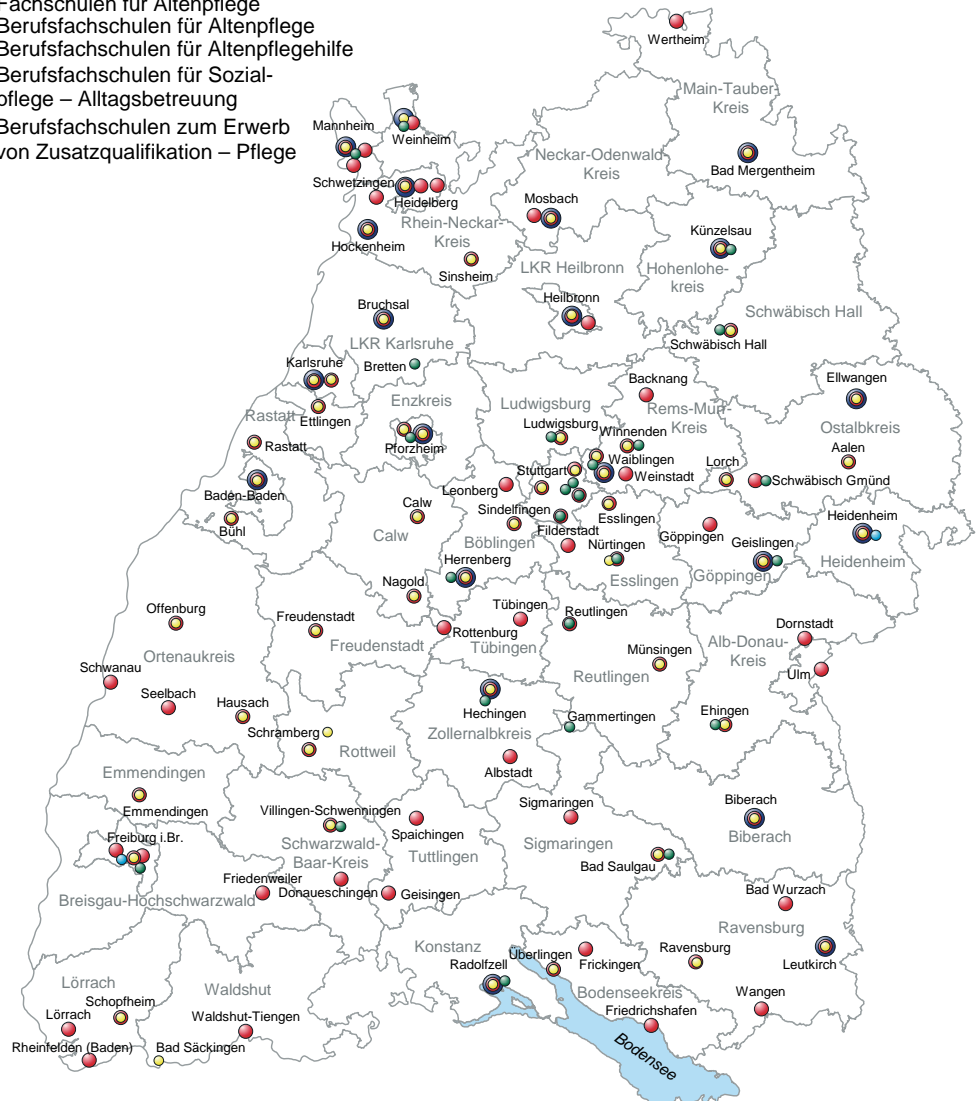 Fachschulen für Altenpflege
Berufsfachschulen für Altenpflege
Berufsfachschulen für Altenpflegehilfe
Berufsfachschulen für Sozial-
pflege – Alltagsbetreuung
Berufsfachschulen zum Erwerb
von Zusatzqualifikation – Pflege
Wertheim
Main-Tauber-
Kreis
Mannheim
Weinheim
Neckar-Odenwald-
Kreis
Bad Mergentheim
Schwetzingen
Heidelberg
Mosbach
Rhein-Neckar-
Kreis
Hockenheim
Künzelsau
Sinsheim
LKR Heilbronn
Hohenlohe-
kreis
Bruchsal
Heilbronn
Schwäbisch Hall
LKR Karlsruhe
Schwäbisch Hall
Karlsruhe
Bretten
Backnang
Ellwangen
Enzkreis
Ludwigsburg
Rems-Murr-
Kreis
Ettlingen
Rastatt
Ludwigsburg
Winnenden
Ostalbkreis
Rastatt
Pforzheim
Waiblingen
Aalen
Stuttgart
Weinstadt
Lorch
Schwäbisch Gmünd
Baden-Baden
Leonberg
Calw
Sindelfingen
Esslingen
Bühl
Filderstadt
Göppingen
Heidenheim
Calw
Böblingen
Nürtingen
Geislingen
Herrenberg
Esslingen
Göppingen
Heidenheim
Nagold
Offenburg
Freudenstadt
Tübingen
Reutlingen
Dornstadt
Rottenburg
Freudenstadt
Tübingen
Alb-Donau-
Kreis
Ortenaukreis
Münsingen
Schwanau
Reutlingen
Ulm
Seelbach
Hausach
Hechingen
Gammertingen
Ehingen
Schramberg
Zollernalbkreis
Rottweil
Emmendingen
Albstadt
Emmendingen
Villingen-Schwenningen
Sigmaringen
Biberach
Spaichingen
Biberach
Freiburg i.Br.
Schwarzwald-
Baar-Kreis
Tuttlingen
Sigmaringen
Bad Saulgau
Friedenweiler
Donaueschingen
Geisingen
Bad Wurzach
Breisgau-Hochschwarzwald
Ravensburg
Konstanz
Überlingen
Ravensburg
Radolfzell
Frickingen
Leutkirch
Lörrach
Waldshut
Bodenseekreis
Wangen
Schopfheim
Lörrach
Waldshut-Tiengen
Friedrichshafen
Rheinfelden (Baden)
Bad Säckingen
Bodensee